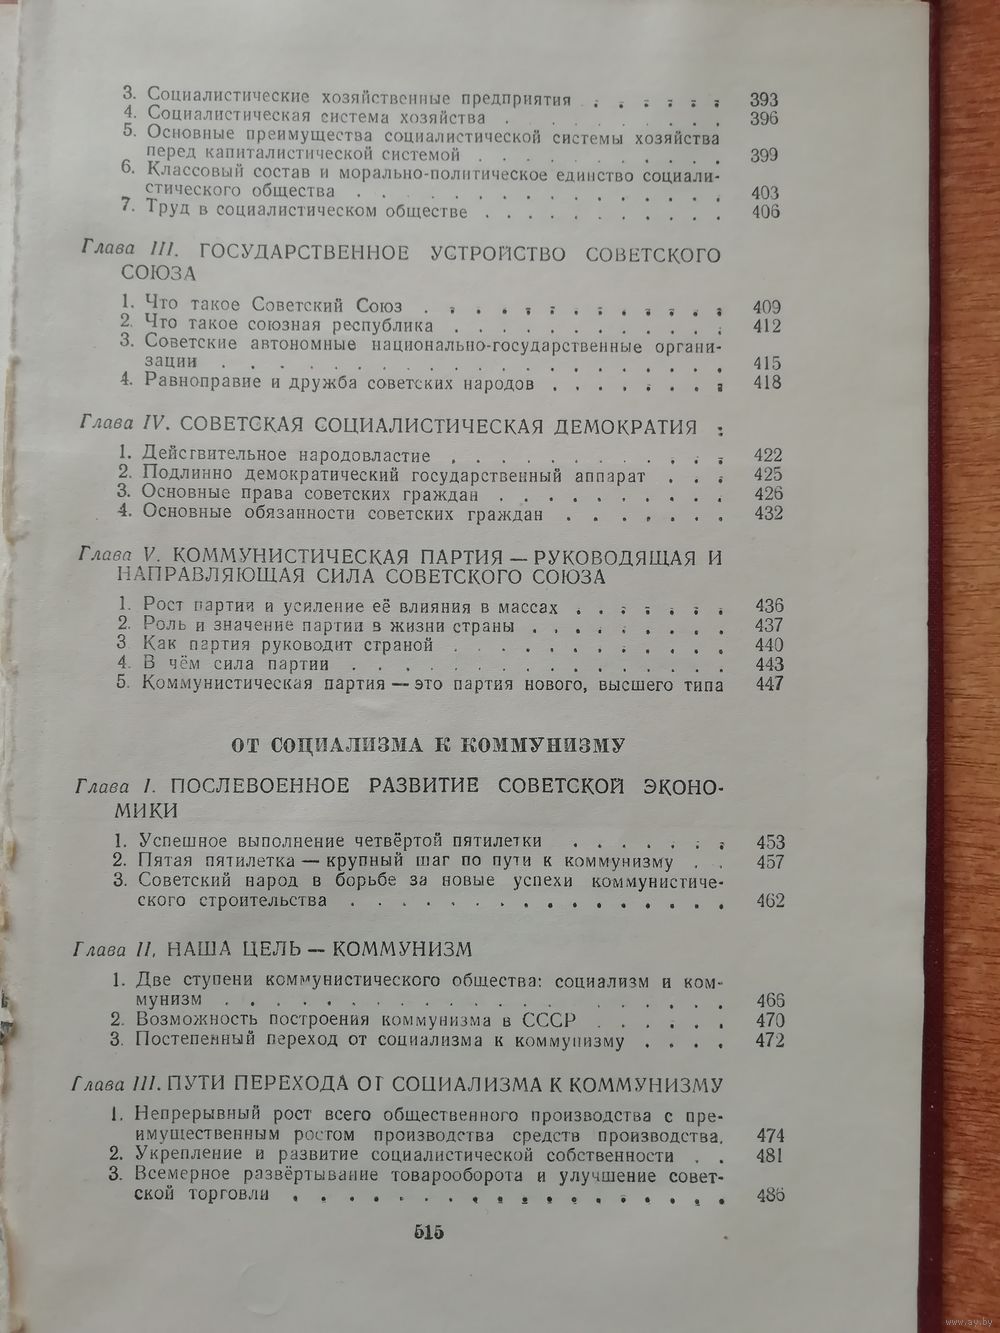 3. Социалистические хозяйственные предприятия . . . . . . . 393
4. Социалистическая система хозяйства . . . . . . . . . 396
5. Основные преимущества социалистической системы хозяйства
перед капиталистической системой . . . . . . . . . . . 399
6. Классовый состав и морально-политическое единство социали-
стического общества . . . . . . . . . . . . . . . . . 403
7. Труд в социалистическом обществе . . . . . . . . . . . 406
Глава III. ГОСУДАРСТВЕННОЕ УСТРОЙСТВО СОВЕТСКОГО
СОЮЗА
1. Что такое Советский Союз . . . . . . . . . . . . . 409
2. Что такое союзная республика . . . . . . . . . . . . 412
3. Советские автономные национально-государственные органи-
зации . . . . . . . . . . . . . . . . . . 415
4. Равноправие и дружба советских народов . . . . . . . . 418
Глава IV. СОВЕТСКАЯ СОЦИАЛИСТИЧЕСКАЯ ДЕМОКРАТИЯ :
1. Действительное народовластие . . . . . . . . . . . . 422
2. Подлинно демократический государственный аппарат . . . 425
3. Основные права советских граждан . . . . . . . . . . 426
4. Основные обязанности советских граждан . . . . . . . 432
Глава V. КОММУНИСТИЧЕСКАЯ ПАРТИЯ — РУКОВОДЯЩАЯ И
НАПРАВЛЯЮЩАЯ СИЛА СОВЕТСКОГО СОЮЗА
1. Рост партии и усиление её влияния в массах . . . . . . . 436
2. Роль и значение партии в жизни страны . . . . . . . . . 437
3 Как партия руководит страной . . . . . . . . . . . . 440
4. В чём сила партии . . . . . . . . . . . . . . . 443
5. Коммунистическая партия — это партия нового, высшего типа 447
ОТ СОЦИАЛИЗМА К КОММУНИЗМУ
Глава I. ПОСЛЕВОЕННОЕ РАЗВИТИЕ СОВЕТСКОЙ ЭКОНО-
МИКИ
1. Успешное выполнение четвёртой пятилетки . . . . . . . 453
2. Пятая пятилетка — крупный шаг по пути к коммунизму . . 457
3. Советский народ в борьбе за новые успехи коммунистиче-
ского строительства . . . . . . . . . . . . . . . . 462
Глава II. НАША ЦЕЛЬ — КОММУНИЗМ
1. Две ступени коммунистического общества: социализм и ком-
мунизм . . . . . . . . . . . . . . . . . . . 466
2. Возможность построения коммунизма в СССР . . . . . . 470
3. Постепенный переход от социализма к коммунизму . . . . 472
Глава III. ПУТИ ПЕРЕХОДА ОТ СОЦИАЛИЗМА К КОММУНИЗМУ
1. Непрерывный рост всего общественного производства с пре-
имущественным ростом производства средств производства. 474
2. Укрепление и развитие социалистической собственности . . 481
3. Всемерное развёртывание товарооборота и улучшение совет-
ской торговли . . . . . . . . . . . . . . . . . . 486
515
www.ay.by